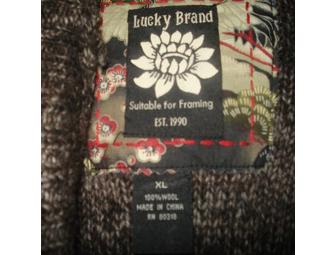 Lucky Brand
Suitable for Framing
EST. 1990
XL
100% WOOL
MADE IN CHINA
RN 80318